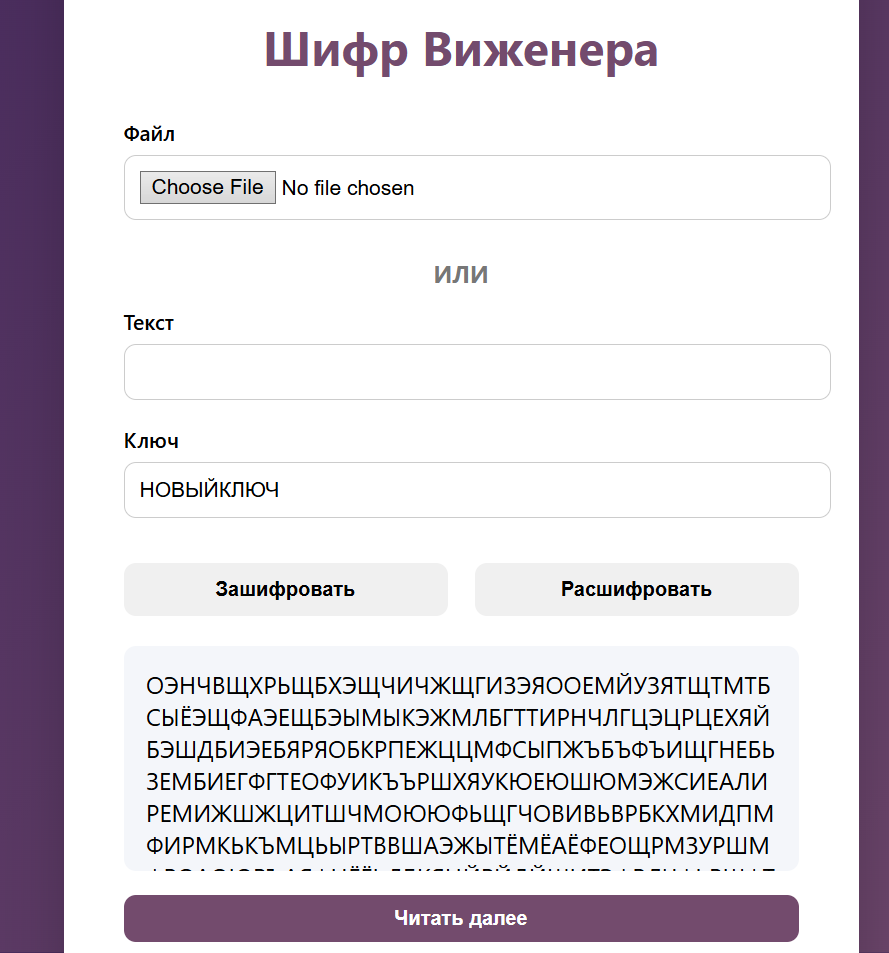 Шифр Виженера
Файл
Choose File No file chosen
ИЛИ
Текст
Ключ
НОВЫЙКЛЮЧ
Зашифровать Расшифровать
ОЭНЧВЩХРЬЩБХЭЩЧИЧЖЩГИЗЭЯООЕМЙУЗЯТЩТМТБ
СЫЁЭЩФАЭЕЩБЭЫМЫКЭЖМЛБГТТИРНЧЛГЦЭЦРЦЕХЯЙ
БЭШДБИЭЕБЯРЯОБКРПЕЖЦЦМФСЫПЖЪБЪФЪИЩГНЕБЬ
ЗЕМБИЕГФГТЕОФУИКЪЪРШХЯУКЮЕЮШЮМЭЖСИЕАЛИ
РЕМИЖШЖЦИТШЧМОЮЮФЬЩГЧОВИВЬВРБКХМИДПМ
ФИРМКЬКЪМЦЬЫРТВВШАЭЖЫТЁМЁАЁФЕОЩРМЗУРШМ
Читать далее